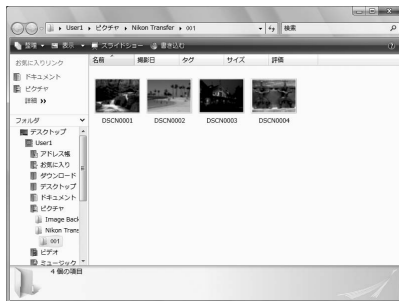 User1 ▸ ピクチャ ▸ Nikon Transfer ▸ 001
検索
整理 表示 スライドショー 書き込む
お気に入りリンク
ドキュメント
ピクチャ
詳細 »
名前 撮影日 タグ サイズ 評価
DSCN0001 DSCN0002 DSCN0003 DSCN0004
フォルダ
デスクトップ
User1
アドレス帳
お気に入り
ダウンロード
デスクトップ
ドキュメント
ピクチャ
Image Back
Nikon Trans
001
ビデオ
ミュージック
4 個の項目